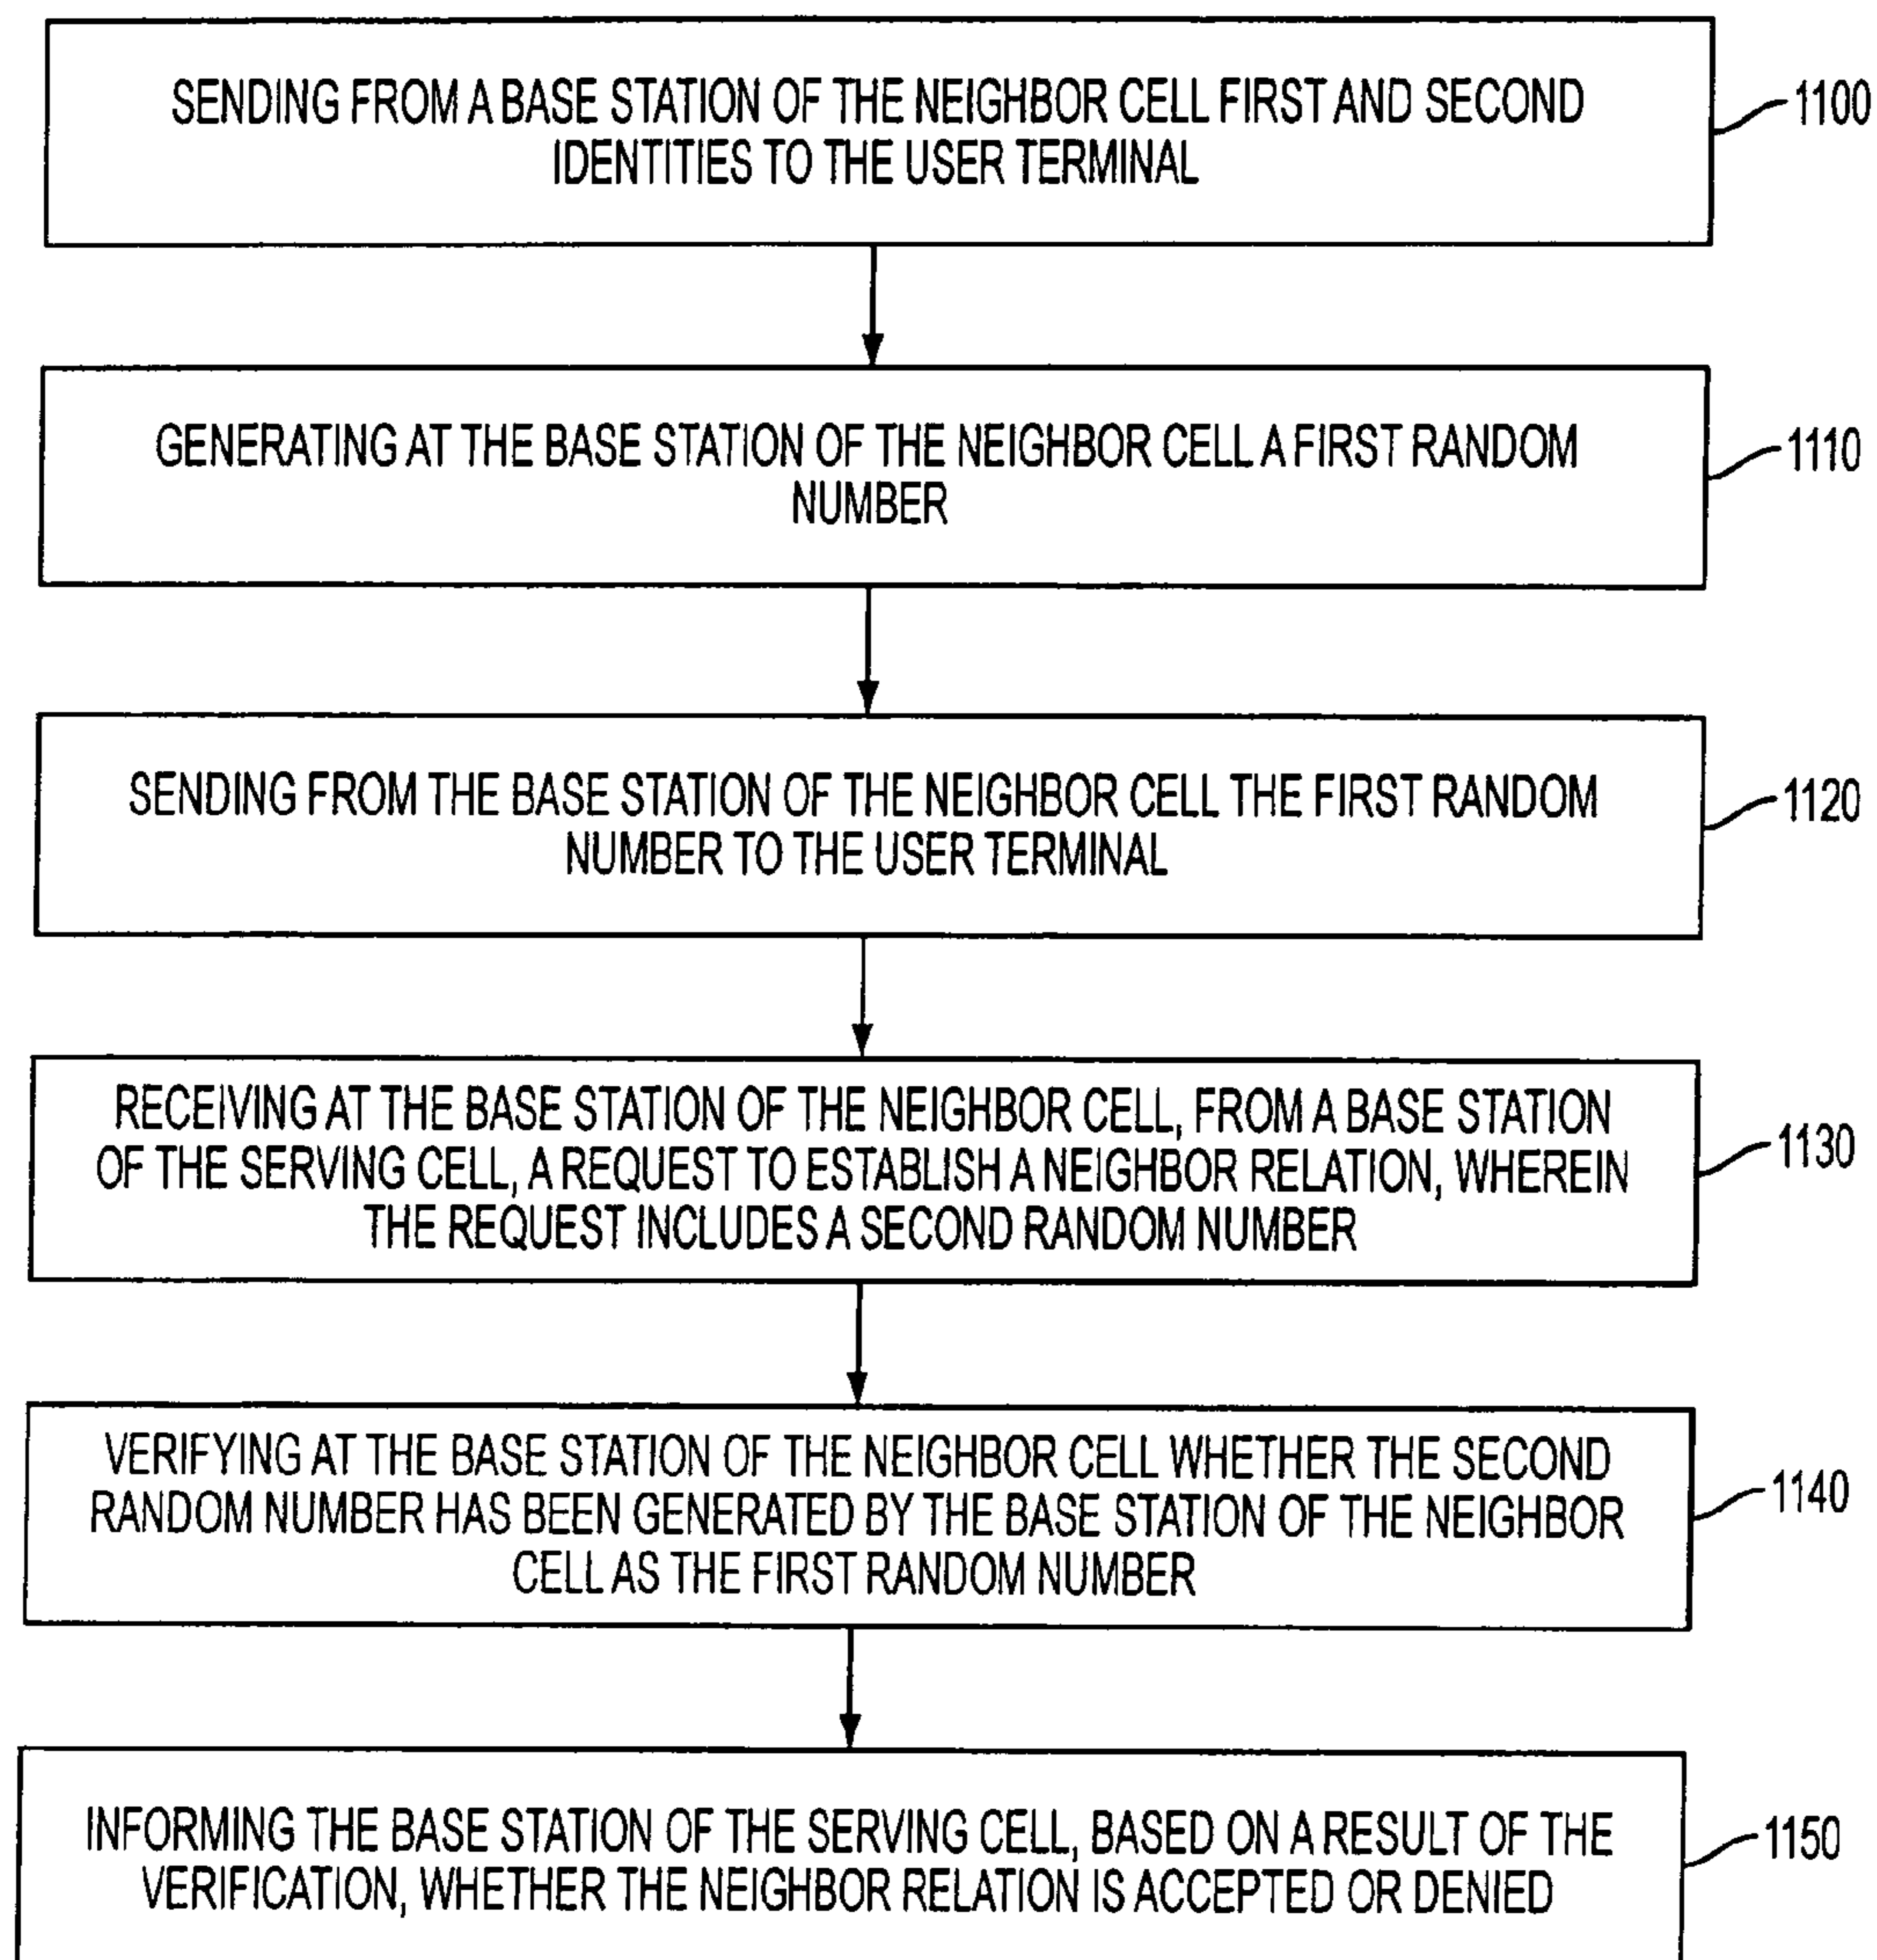 SENDING FROM A BASE STATION OF THE NEIGHBOR CELL FIRST AND SECOND
IDENTITIES TO THE USER TERMINAL
1100
GENERATING AT THE BASE STATION OF THE NEIGHBOR CELL A FIRST RANDOM
NUMBER
1110
SENDING FROM THE BASE STATION OF THE NEIGHBOR CELL THE FIRST RANDOM
NUMBER TO THE USER TERMINAL
1120
RECEIVING AT THE BASE STATION OF THE NEIGHBOR CELL, FROM A BASE STATION
OF THE SERVING CELL, A REQUEST TO ESTABLISH A NEIGHBOR RELATION, WHEREIN
THE REQUEST INCLUDES A SECOND RANDOM NUMBER
1130
VERIFYING AT THE BASE STATION OF THE NEIGHBOR CELL WHETHER THE SECOND
RANDOM NUMBER HAS BEEN GENERATED BY THE BASE STATION OF THE NEIGHBOR
CELL AS THE FIRST RANDOM NUMBER
1140
INFORMING THE BASE STATION OF THE SERVING CELL, BASED ON A RESULT OF THE
VERIFICATION, WHETHER THE NEIGHBOR RELATION IS ACCEPTED OR DENIED
1150